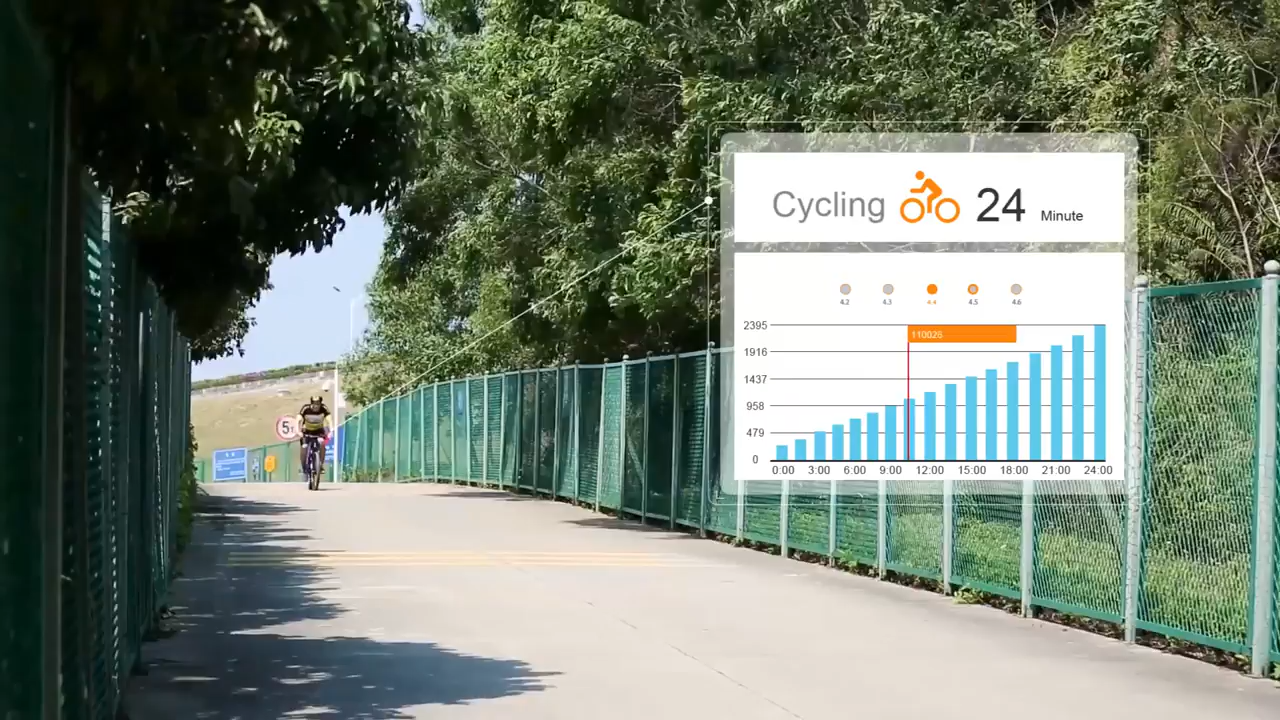 Cycling 24 Minute
4.2 4.3 4.4 4.5 4.6
2395
110026
1916
1437
958
479
0
0:00 3:00 6:00 9:00 12:00 15:00 18:00 21:00 24:00
5t